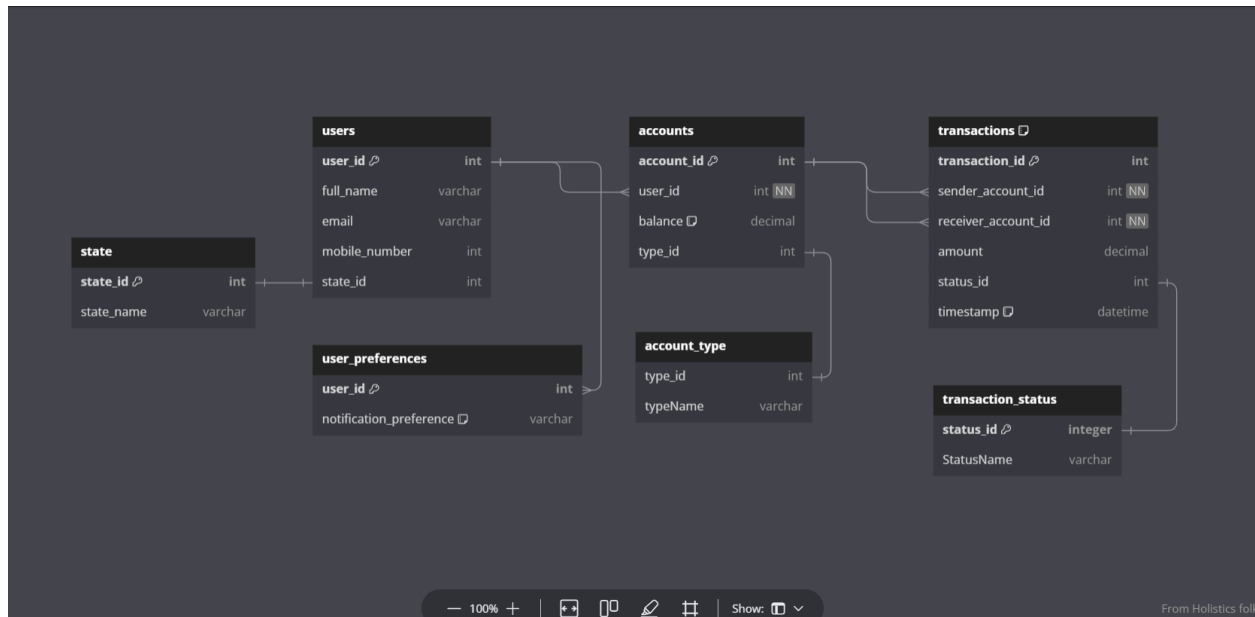 state
state_id int
state_name varchar
users
user_id int
full_name varchar
email varchar
mobile_number int
state_id int
user_preferences
user_id int
notification_preference varchar
accounts
account_id int
user_id int NN
balance decimal
type_id int
account_type
type_id int
typeName varchar
transactions
transaction_id int
sender_account_id int NN
receiver_account_id int NN
amount decimal
status_id int
timestamp datetime
transaction_status
status_id integer
StatusName varchar
100%
Show:
From Holistics